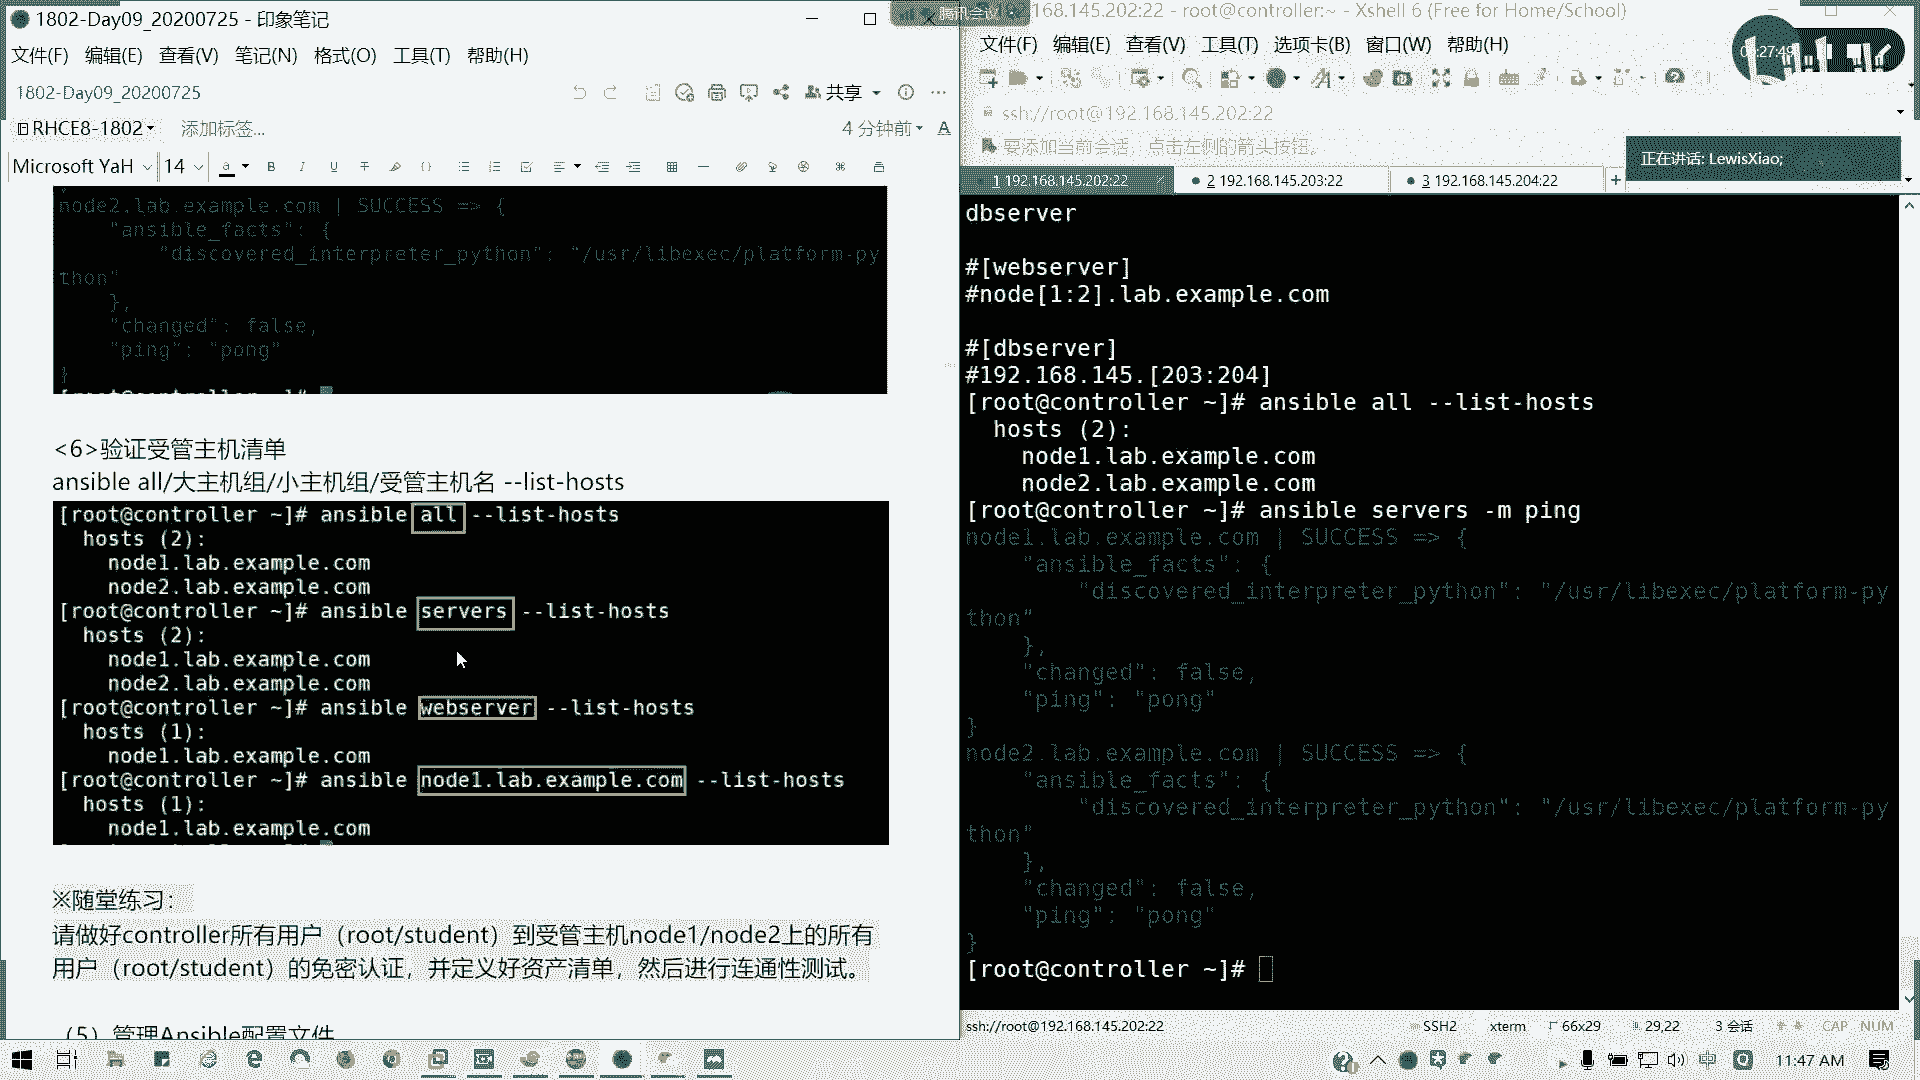 1802-Day09_20200725 - 印象笔记
文件(F) 编辑(E) 查看(V) 笔记(N) 格式(O) 工具(T) 帮助(H)
1802-Day09_20200725
共享
RHCE8-1802 添加标签...
4 分钟前
Microsoft YaH 14
node2.lab.example.com | SUCCESS => {
"ansible_facts": {
"discovered_interpreter_python": "/usr/libexec/platform-py
thon"
},
"changed": false,
"ping": "pong"
}
<6>验证受管主机清单
ansible all/大主机组/小主机组/受管主机名 --list-hosts
[root@controller ~]# ansible all --list-hosts
hosts (2):
node1.lab.example.com
node2.lab.example.com
[root@controller ~]# ansible servers --list-hosts
hosts (2):
node1.lab.example.com
node2.lab.example.com
[root@controller ~]# ansible webserver --list-hosts
hosts (1):
node1.lab.example.com
[root@controller ~]# ansible node1.lab.example.com --list-hosts
hosts (1):
node1.lab.example.com
※随堂练习：
请做好controller所有用户（root/student）到受管主机node1/node2上的所有
用户（root/student）的免密认证，并定义好资产清单，然后进行连通性测试。
（5）管理Ansible配置文件
腾讯会议
168.145.202:22 - root@controller:~ - Xshell 6 (Free for Home/School)
文件(F) 编辑(E) 查看(V) 工具(T) 选项卡(B) 窗口(W) 帮助(H)
27:49
ssh://root@192.168.145.202:22
要添加当前会话，点击左侧的箭头按钮。
正在讲话: LewisXiao;
1 192.168.145.202:22
2 192.168.145.203:22
3 192.168.145.204:22
dbserver
#[webserver]
#node[1:2].lab.example.com
#[dbserver]
#192.168.145.[203:204]
[root@controller ~]# ansible all --list-hosts
hosts (2):
node1.lab.example.com
node2.lab.example.com
[root@controller ~]# ansible servers -m ping
node1.lab.example.com | SUCCESS => {
"ansible_facts": {
"discovered_interpreter_python": "/usr/libexec/platform-py
thon"
},
"changed": false,
"ping": "pong"
}
node2.lab.example.com | SUCCESS => {
"ansible_facts": {
"discovered_interpreter_python": "/usr/libexec/platform-py
thon"
},
"changed": false,
"ping": "pong"
}
[root@controller ~]#
ssh://root@192.168.145.202:22
SSH2
xterm
66x29
29,22
3 会话
CAP NUM
中
11:47 AM